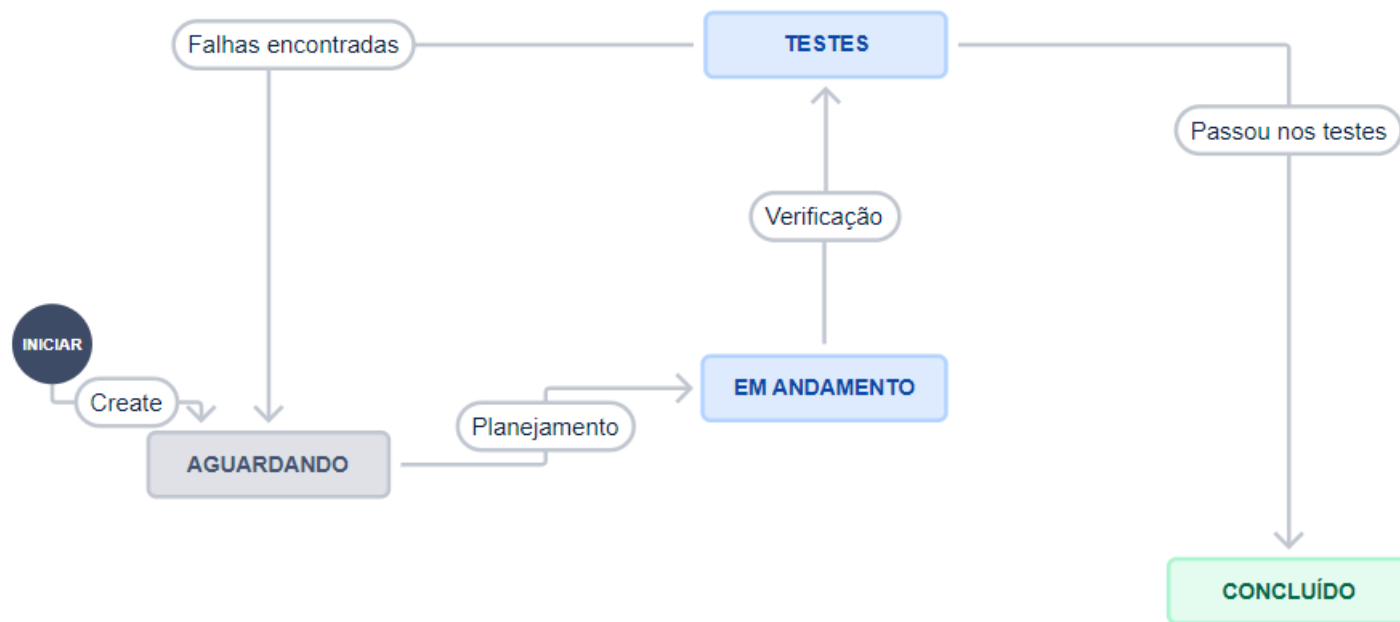 TESTES
Falhas encontradas
Passou nos testes
Verificação
INICIAR
EM ANDAMENTO
Create
Planejamento
AGUARDANDO
CONCLUÍDO